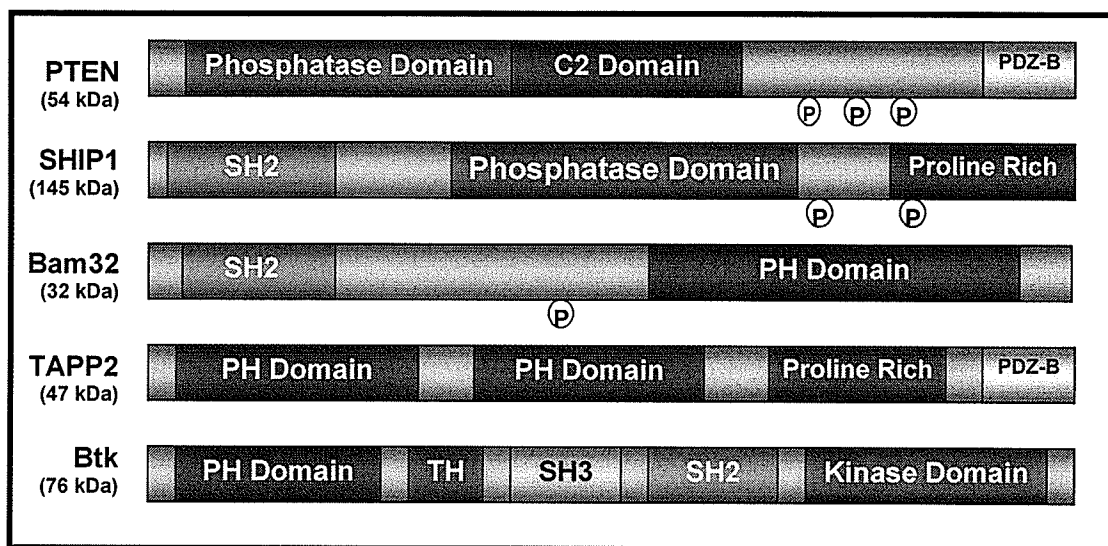 PTEN
(54 kDa)
Phosphatase Domain C2 Domain PDZ-B
P P P
SHIP1
(145 kDa)
SH2 Phosphatase Domain Proline Rich
P P
Bam32
(32 kDa)
SH2 PH Domain
P
TAPP2
(47 kDa)
PH Domain PH Domain Proline Rich PDZ-B
Btk
(76 kDa)
PH Domain TH SH3 SH2 Kinase Domain